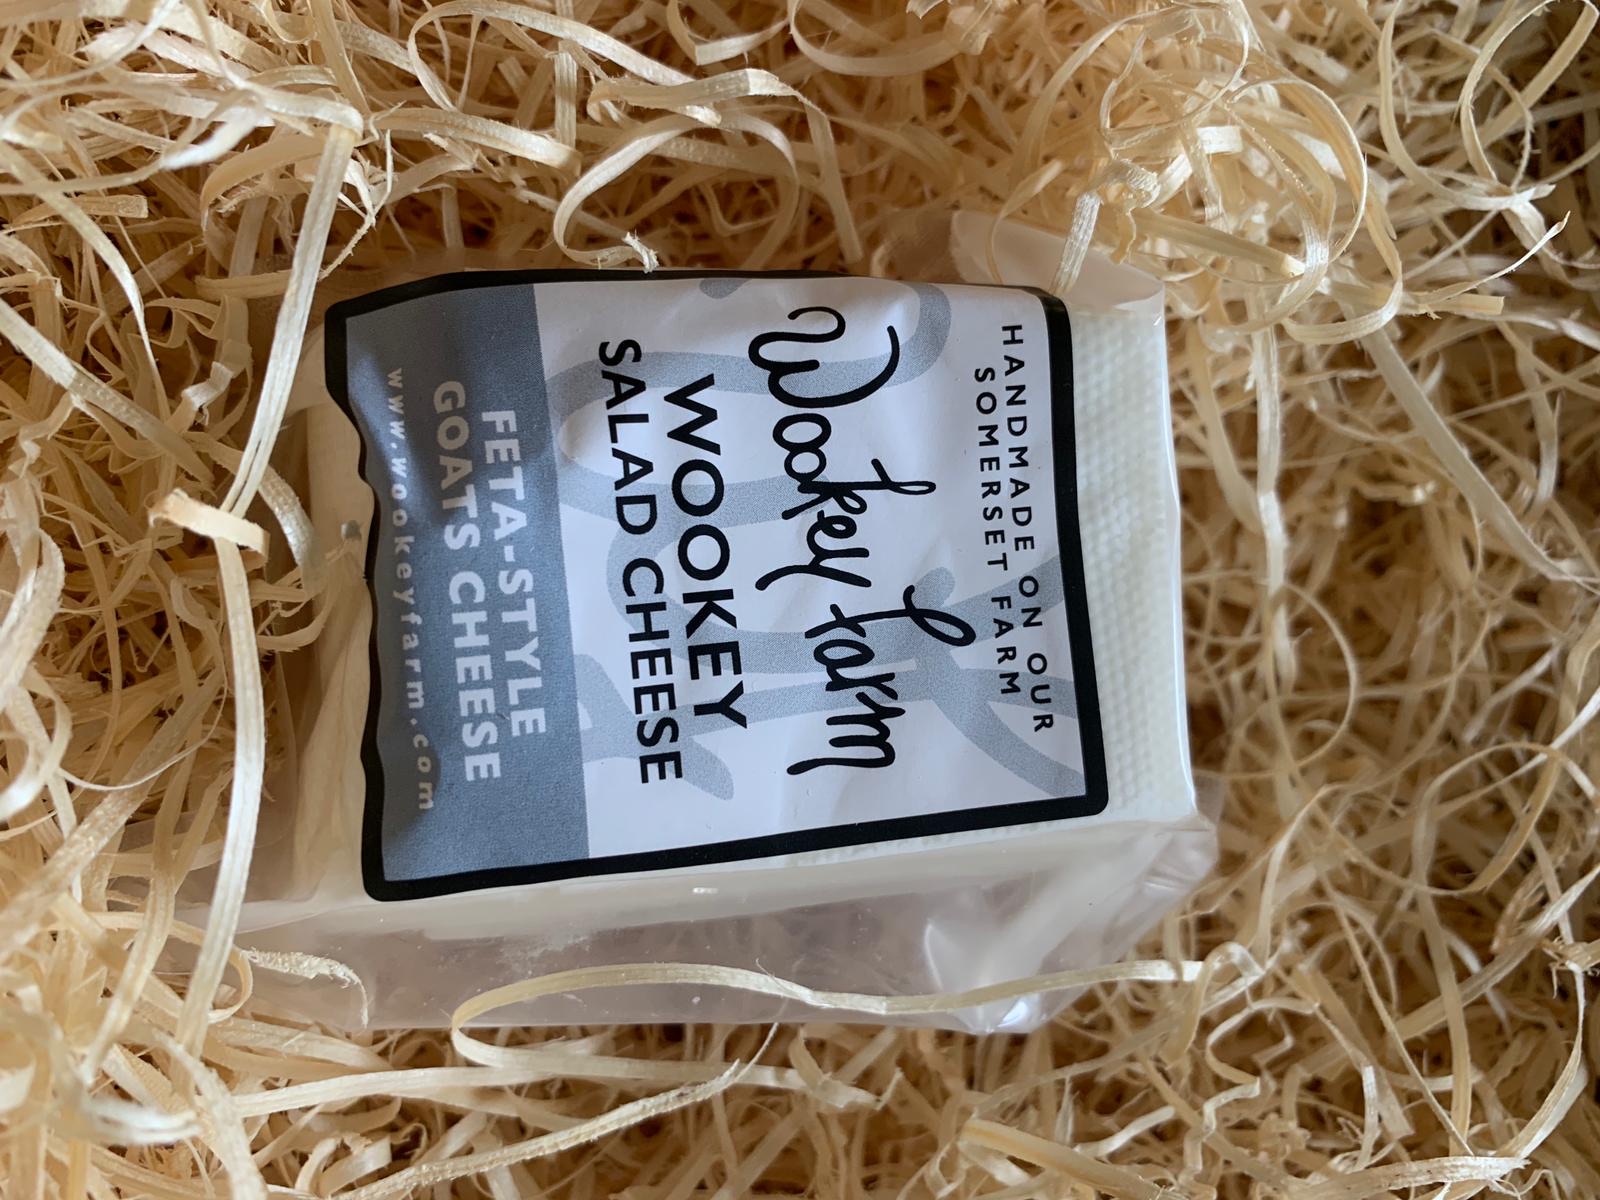 HANDMADE ON OUR
SOMERSET FARM
Wookey Farm
WOOKEY
SALAD CHEESE
FETA-STYLE
GOATS CHEESE
www.wookeyfarm.com